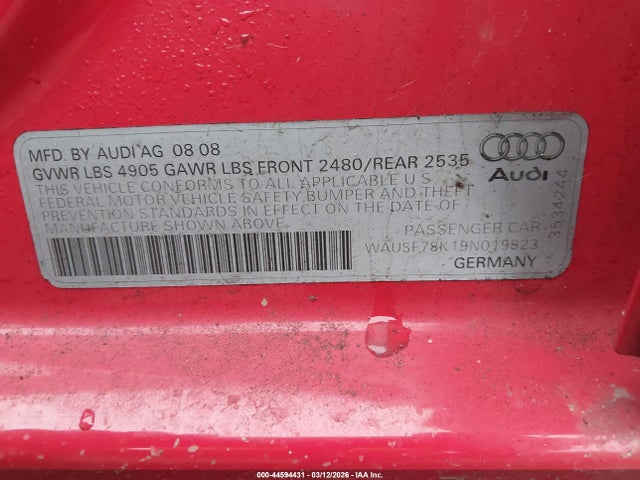 MFD. BY AUDI AG 08 08
GVWR LBS 4905 GAWR LBS FRONT 2480/REAR 2535
THIS VEHICLE CONFORMS TO ALL APPLICABLE U S
FEDERAL MOTOR VEHICLE SAFETY BUMPER AND THEFT
PREVENTION STANDARDS IN EFFECT ON THE DATE OF
MANUFACTURE SHOWN ABOVE.
PASSENGER CAR
WAUSF78K19N019823
GERMANY
Audi
3534244
000-44594431 - 03/12/2026 - IAA Inc.